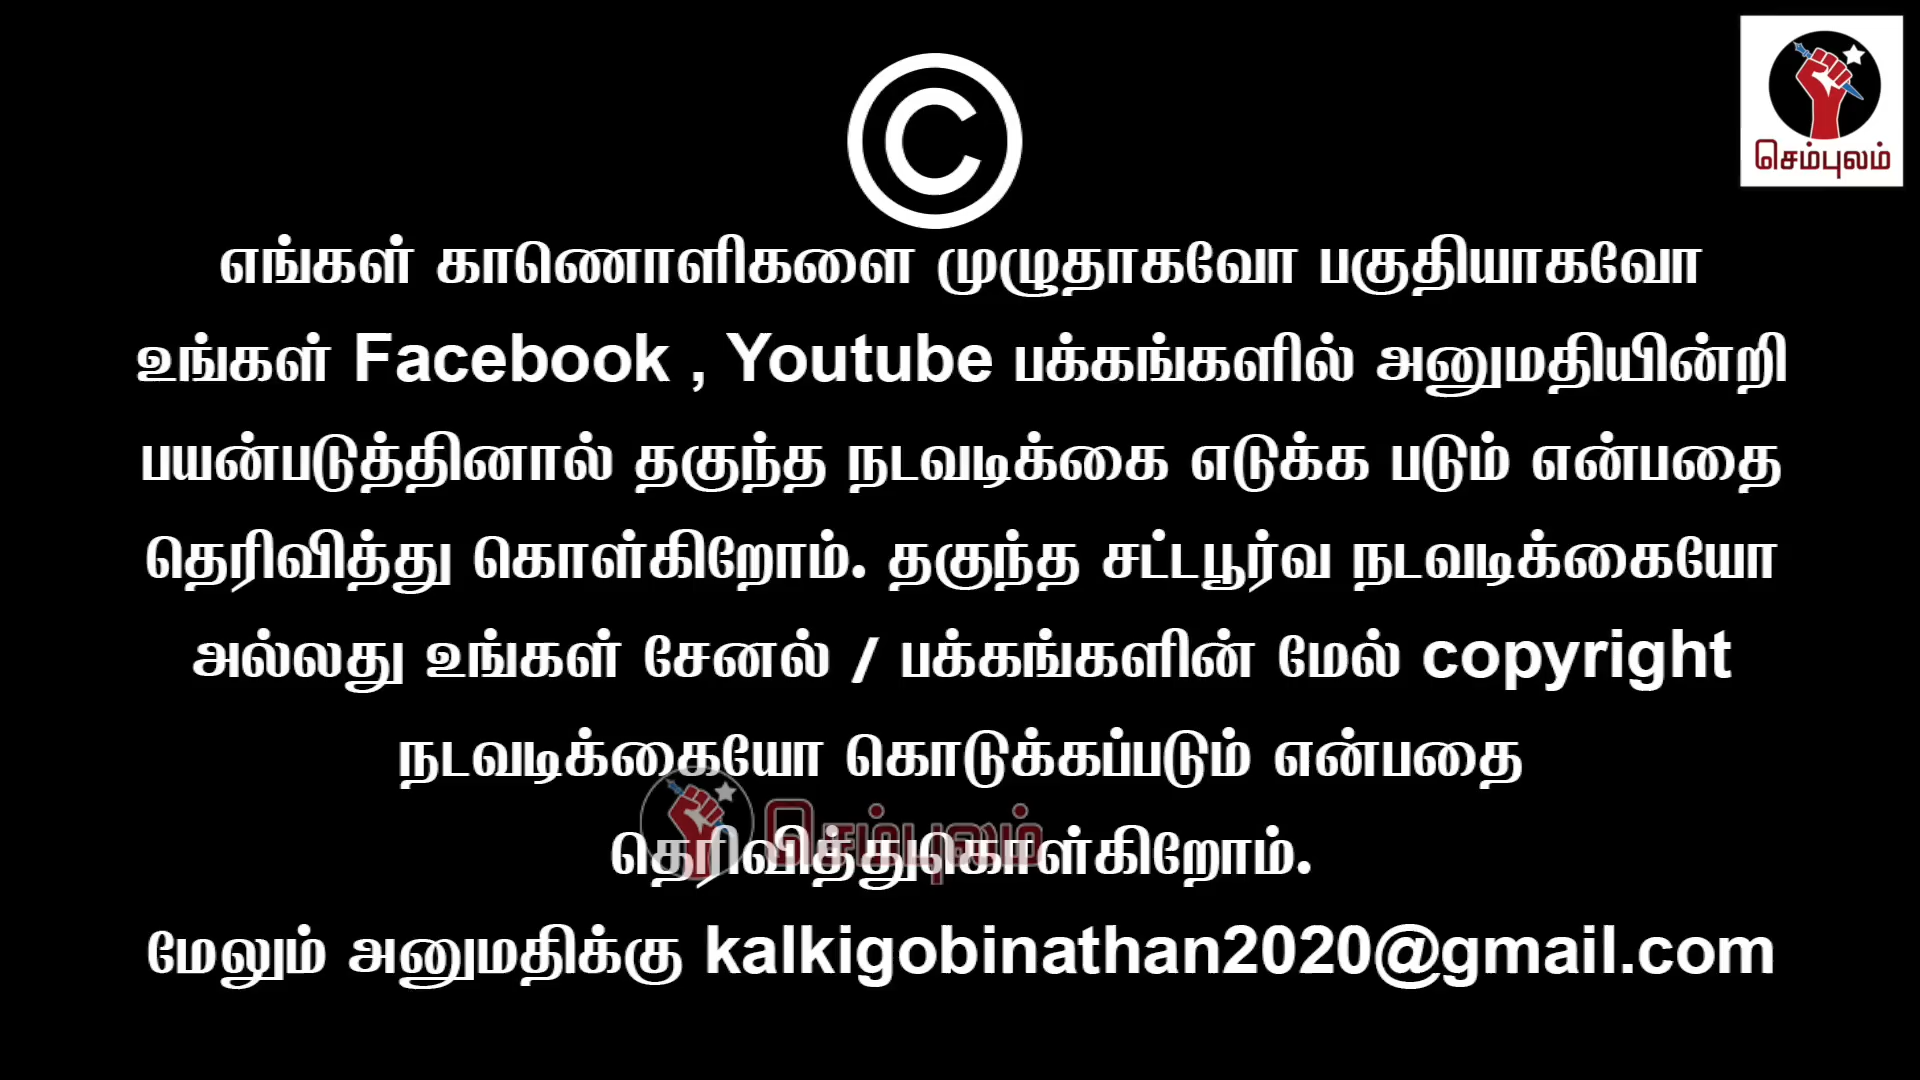 ©
செம்புலம்
எங்கள் காணொளிகளை முழுதாகவோ பகுதியாகவோ
உங்கள் Facebook , Youtube பக்கங்களில் அனுமதியின்றி
பயன்படுத்தினால் தகுந்த நடவடிக்கை எடுக்க படும் என்பதை
தெரிவித்து கொள்கிறோம். தகுந்த சட்டபூர்வ நடவடிக்கையோ
அல்லது உங்கள் சேனல் / பக்கங்களின் மேல் copyright
நடவடிக்கையோ கொடுக்கப்படும் என்பதை
செம்புலம்
தெரிவித்துகொள்கிறோம்.
மேலும் அனுமதிக்கு kalkigobinathan2020@gmail.com